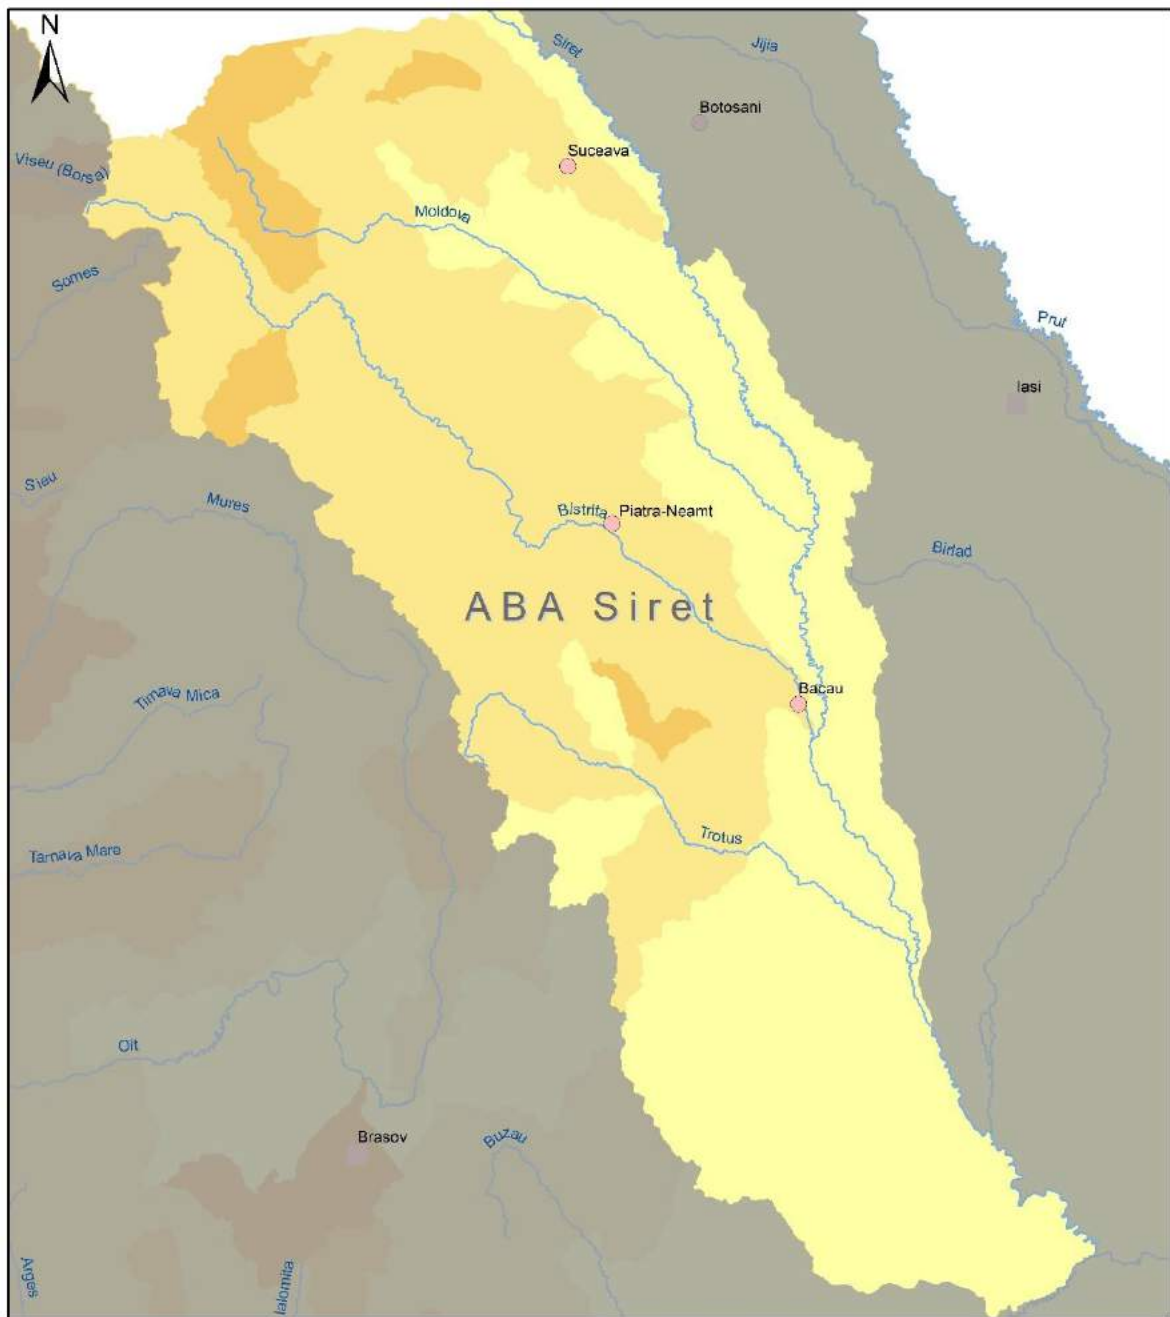 N
Siret
Jijia
Botosani
Suceava
Viseu (Borsa)
Moldova
Somes
Prut
Iasi
Sieu
Mures
Bistrita
Piatra-Neamt
Birlad
ABA Siret
Bacau
Timava Mica
Trotus
Tarnava Mare
Olt
Brasov
Buzau
Arges
Ialomita